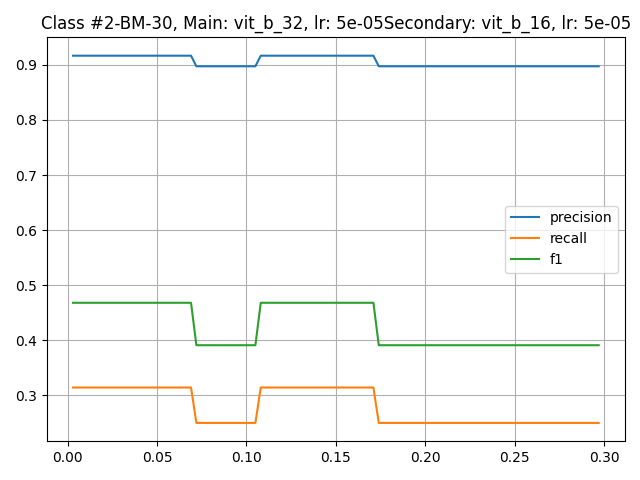 Class #2-BM-30, Main: vit_b_32, lr: 5e-05Secondary: vit_b_16, lr: 5e-05
0.9
0.8
0.7
0.6
0.5
0.4
0.3
precision
recall
f1
0.00 0.05 0.10 0.15 0.20 0.25 0.30